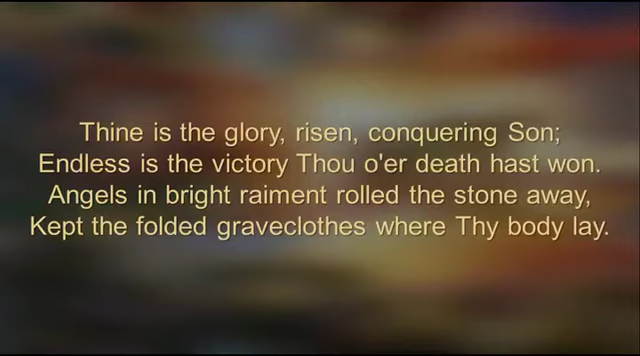 Thine is the glory, risen, conquering Son;
Endless is the victory Thou o'er death hast won.
Angels in bright raiment rolled the stone away,
Kept the folded graveclothes where Thy body lay.